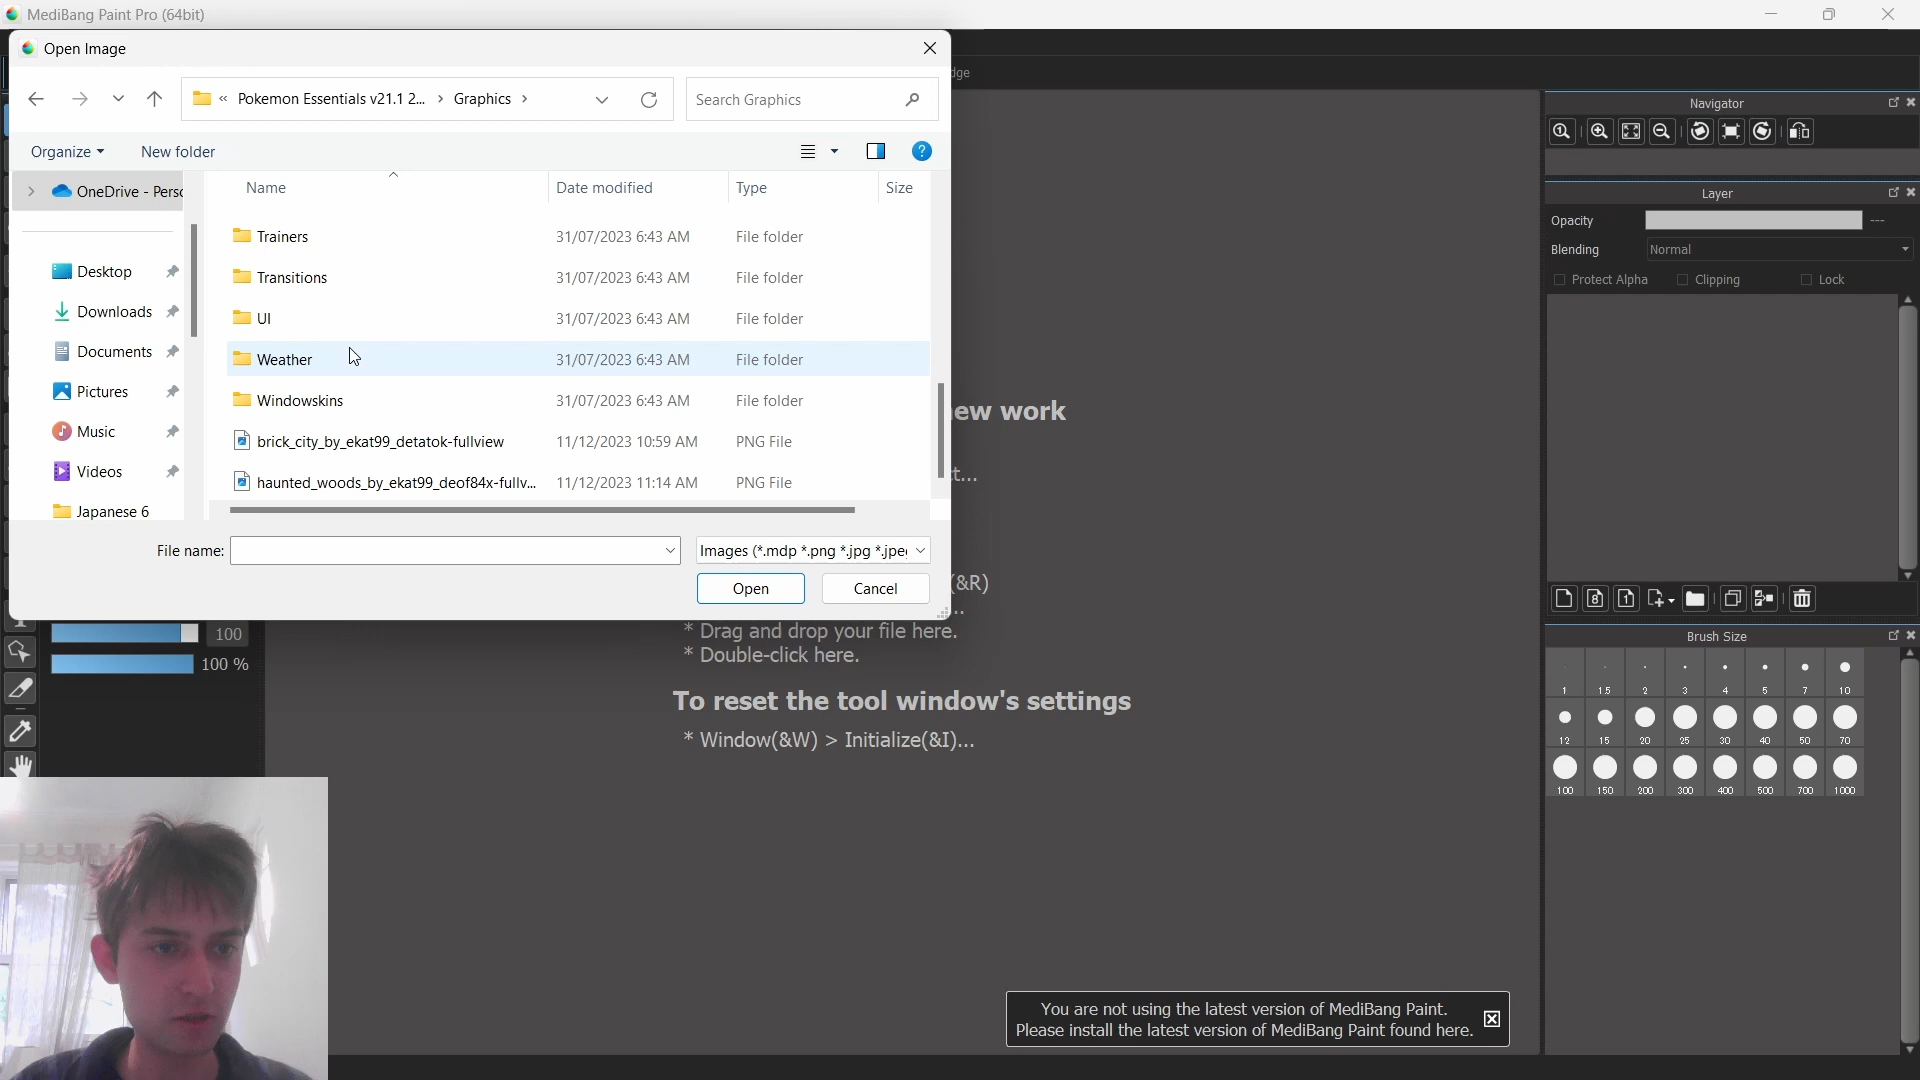 MediBang Paint Pro (64bit)
Open Image
« Pokemon Essentials v21.1 2... > Graphics >
Search Graphics
dge
Organize
New folder
OneDrive - Persc
Name
Date modified
Type
Size
Trainers 31/07/2023 6:43 AM File folder
Transitions 31/07/2023 6:43 AM File folder
UI 31/07/2023 6:43 AM File folder
Weather 31/07/2023 6:43 AM File folder
Windowskins 31/07/2023 6:43 AM File folder
brick_city_by_ekat99_detatok-fullview 11/12/2023 10:59 AM PNG File
haunted_woods_by_ekat99_deof84x-fullv... 11/12/2023 11:14 AM PNG File
Desktop
Downloads
Documents
Pictures
Music
Videos
Japanese 6
File name:
Images (*.mdp *.png *.jpg *.jpe
Open
Cancel
ew work
t...
(&R)
...
* Drag and drop your file here.
* Double-click here.
To reset the tool window's settings
* Window(&W) > Initialize(&I)...
100
100 %
Navigator
Layer
Opacity ---
Blending Normal
Protect Alpha Clipping Lock
8 1
Brush Size
1 1.5 2 3 4 5 7 10
12 15 20 25 30 40 50 70
100 150 200 300 400 500 700 1000
You are not using the latest version of MediBang Paint.
Please install the latest version of MediBang Paint found here.